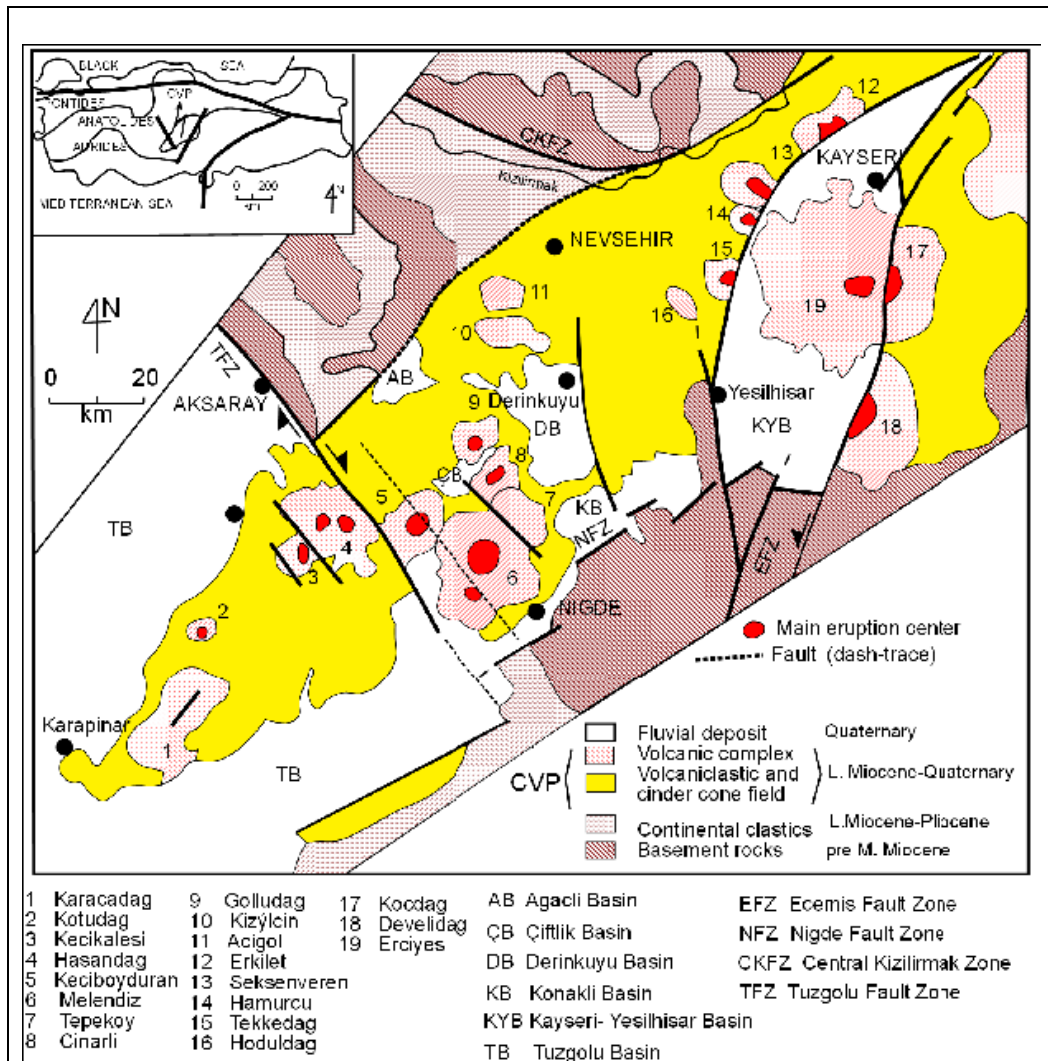 BLACK SEA
CVP
ONTIDES
ANATOLIDES
AURIDES
0 200
N
MEDITERRANEAN SEA
CKFZ
Kizilirmak
12
13
KAYSERI
14
NEVSEHIR
15
17
11
16
19
10
N
TFZ
AB
0 20
km
AKSARAY
9 Derinkuyu
DB
Yesilhisar
KYB
18
8
ÇB
5
7
KB
TB
4
NFZ
3
6
EFZ
2
NIGDE
Main eruption center
Fault (dash-trace)
Karapinar
1
TB
Fluvial deposit Quaternary
Volcanic complex
CVP
Volcaniclastic and
cinder cone field
L. Miocene-Quaternary
Continental clastics L.Miocene-Pliocene
Basement rocks pre M. Miocene
1 Karacadag
2 Kotudag
3 Kecikalesi
4 Hasandag
5 Keciboyduran
6 Melendiz
7 Tepekoy
8 Cinarli
9 Golludag
10 Kizýlcin
11 Acigol
12 Erkilet
13 Seksenveren
14 Hamurcu
15 Tekkedag
16 Hoduldag
17 Kocdag
18 Develidag
19 Erciyes
AB Agacli Basin
ÇB Çiftlik Basin
DB Derinkuyu Basin
KB Konakli Basin
KYB Kayseri- Yesilhisar Basin
TB Tuzgolu Basin
EFZ Ecemis Fault Zone
NFZ Nigde Fault Zone
CKFZ Central Kizilirmak Zone
TFZ Tuzgolu Fault Zone